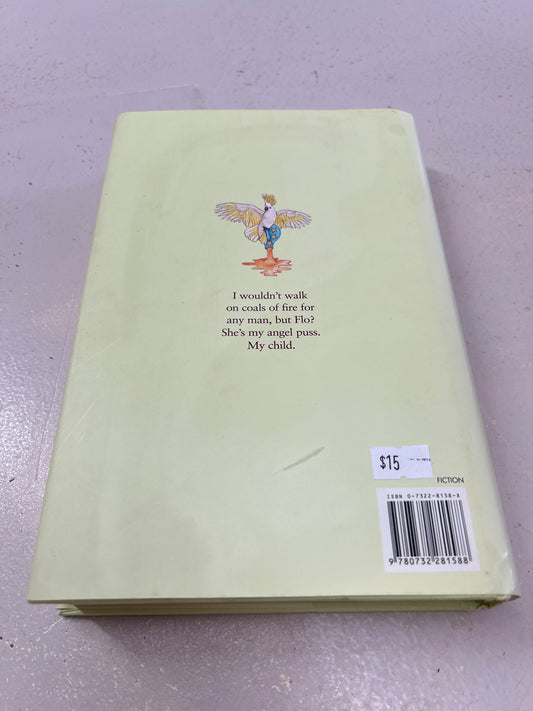 I wouldn't walk
on coals of fire for
any man, but Flo?
She's my angel puss.
My child.
$15
FICTION
ISBN 0-7322-8158-X
9 780732 281588